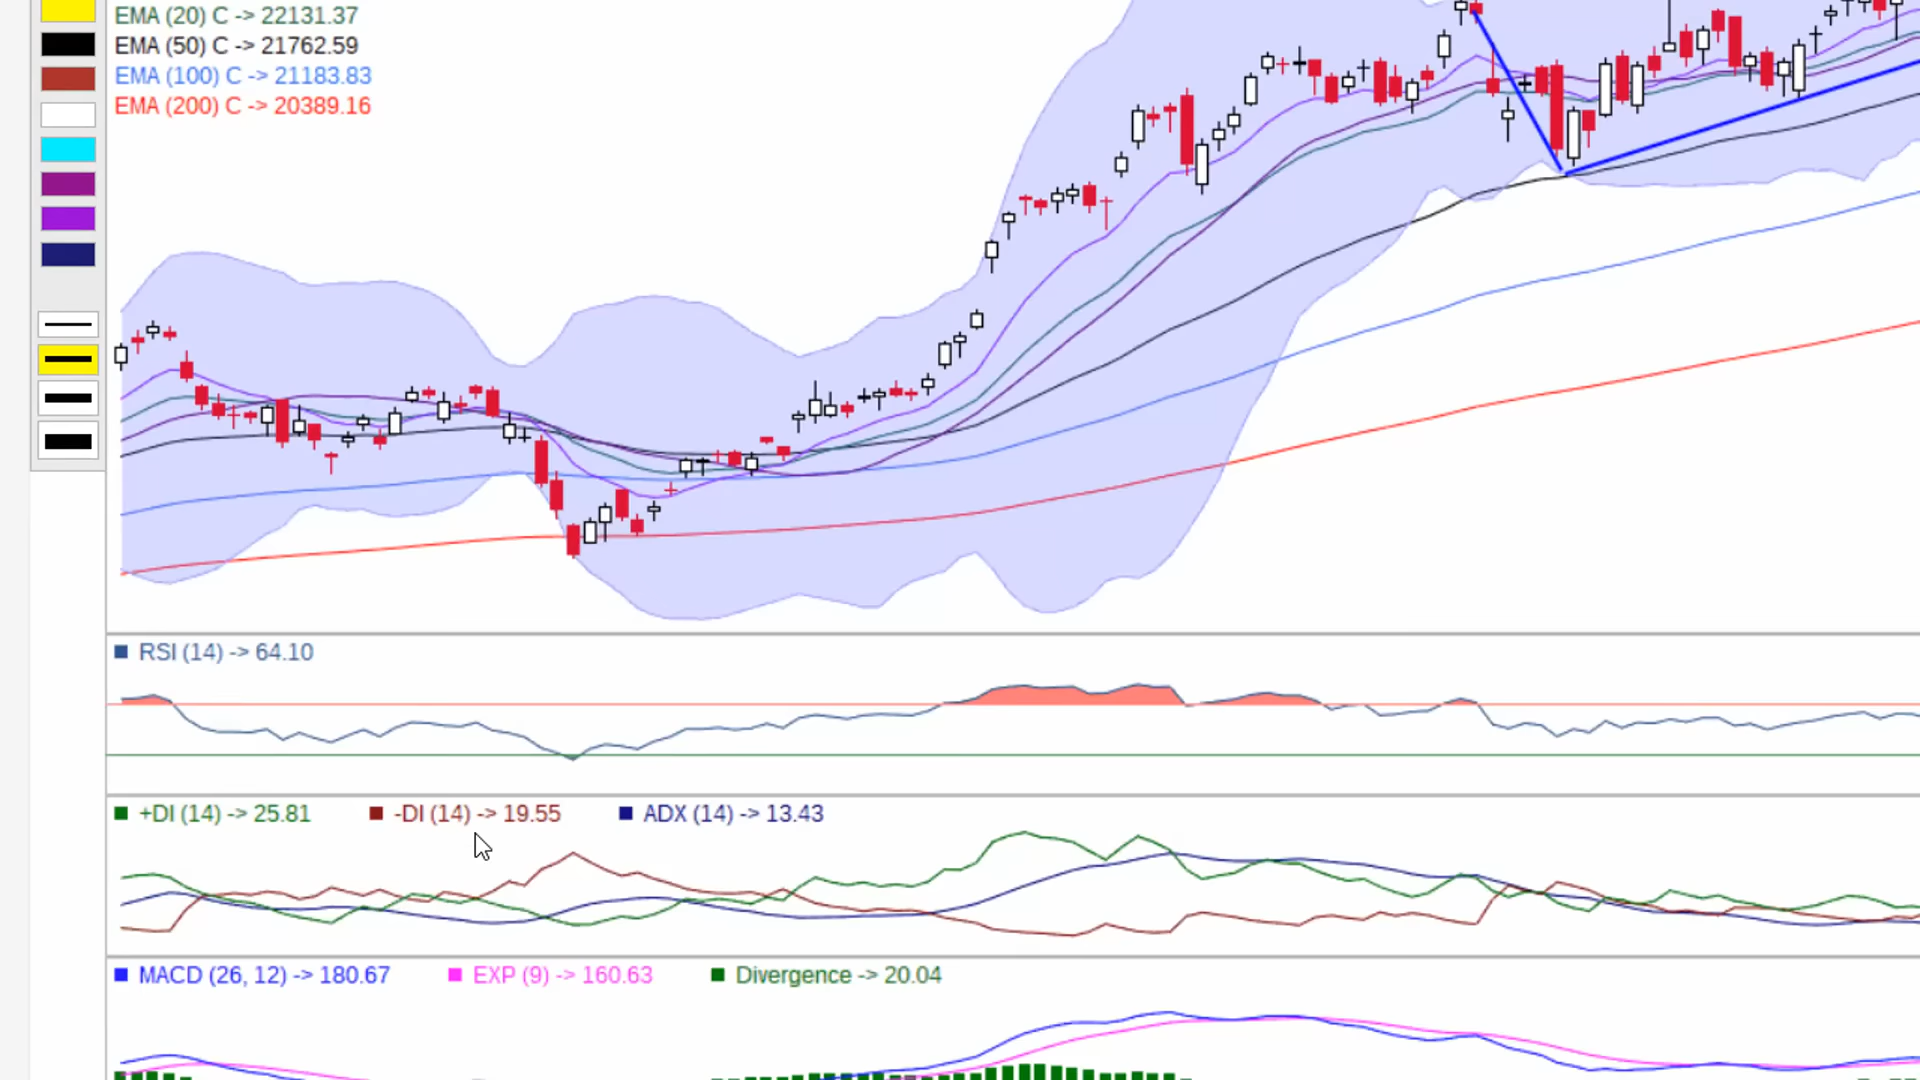 EMA (20) C -> 22131.37
EMA (50) C -> 21762.59
EMA (100) C -> 21183.83
EMA (200) C -> 20389.16
RSI (14) -> 64.10
+DI (14) -> 25.81 -DI (14) -> 19.55 ADX (14) -> 13.43
MACD (26, 12) -> 180.67 EXP (9) -> 160.63 Divergence -> 20.04